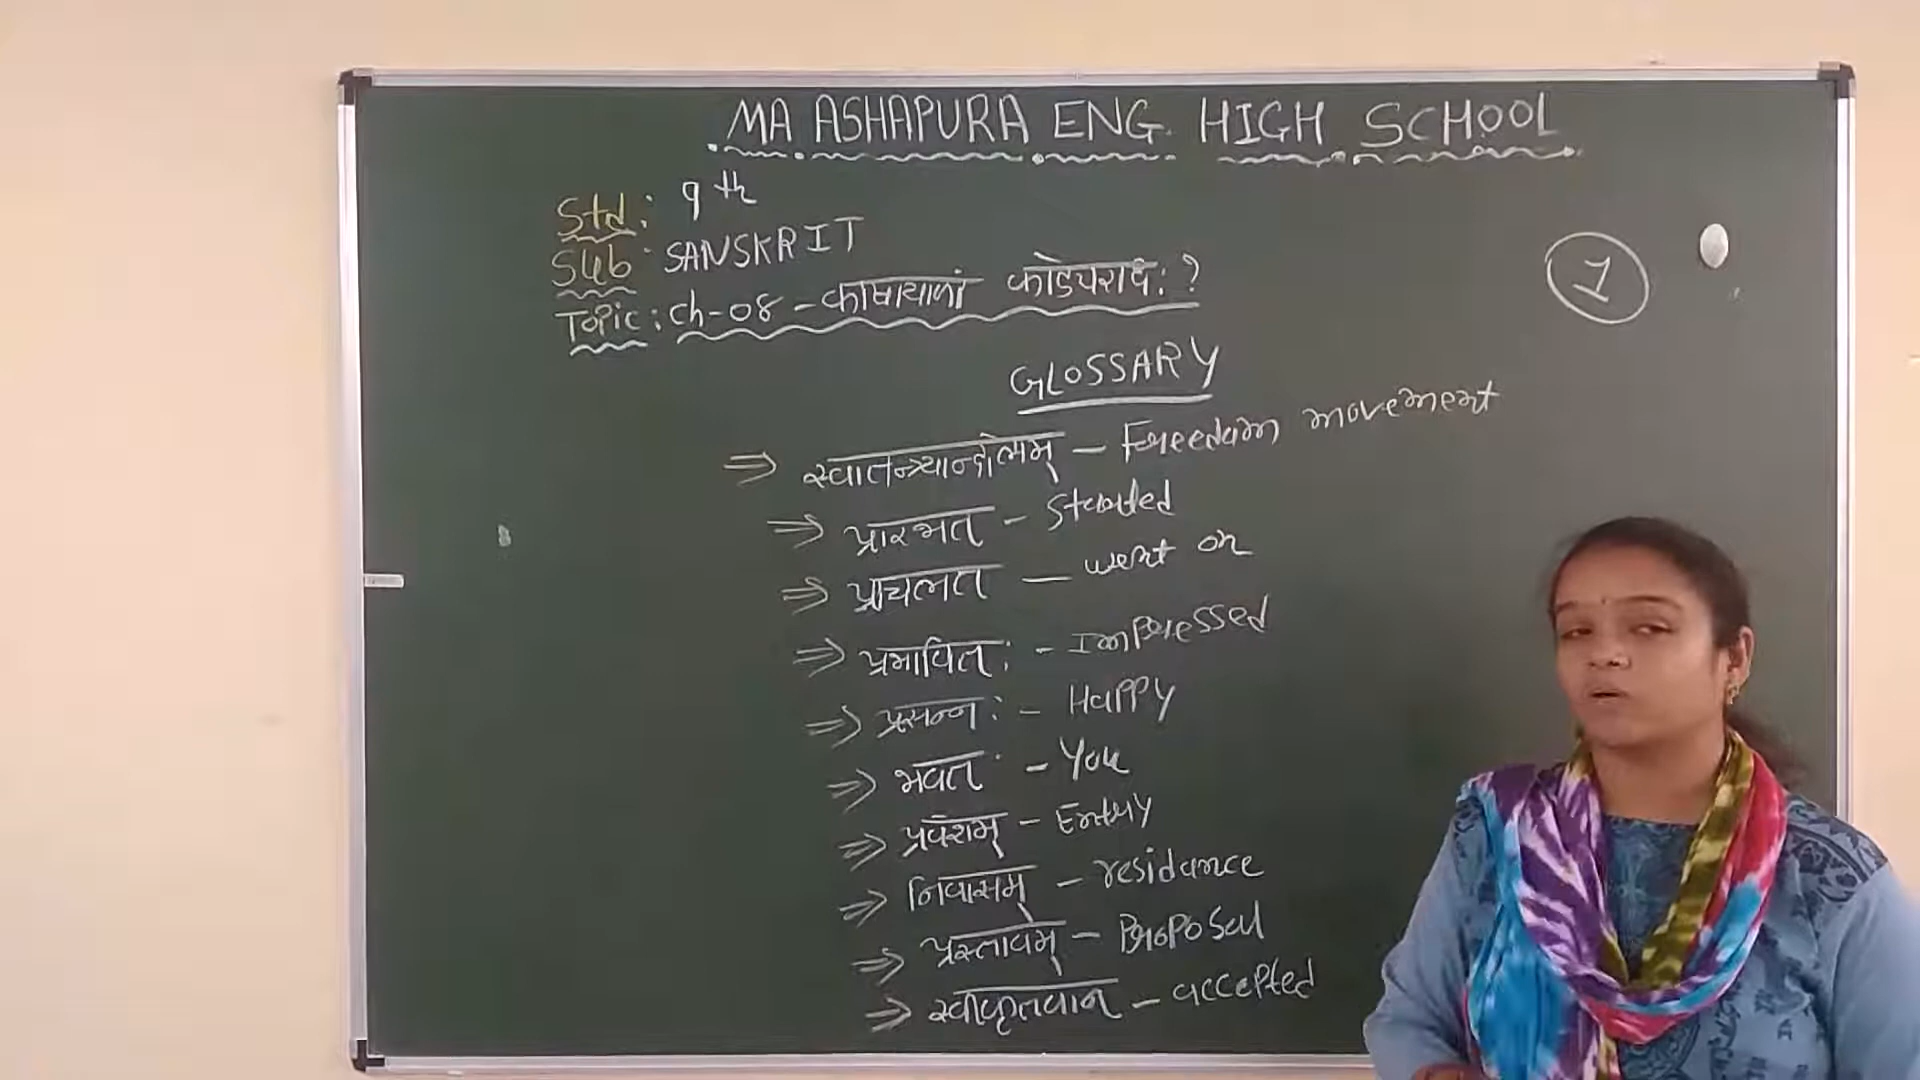 MA ASHAPURA ENG. HIGH SCHOOL
Std: 9th
Sub: SANSKRIT
Topic: ch-08 - काषायाणां कोडपराधः?
1
GLOSSARY
⇒ स्वातन्त्र्यान्दोलनम् - Freedom movement
⇒ प्रारभत - Started
⇒ प्राचलत - went on
⇒ प्रभावितः - Impressed
⇒ प्रसन्नः - Happy
⇒ भवतः - You
⇒ प्रवेशम् - Entry
⇒ निवासम् - residance
⇒ प्रस्तावम् - Proposal
⇒ स्वीकृतवान - accepted